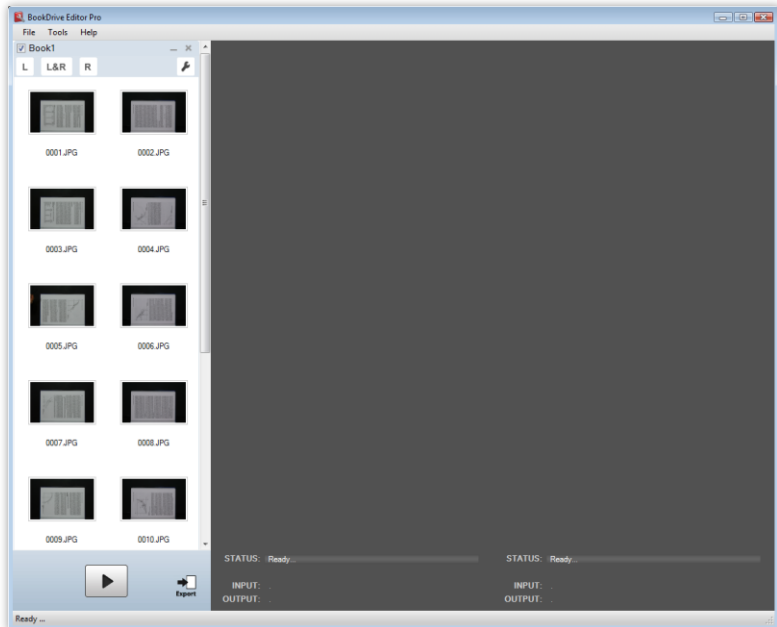 BookDrive Editor Pro
File Tools Help
Book1
L L&R R
0001.JPG 0002.JPG
0003.JPG 0004.JPG
0005.JPG 0006.JPG
0007.JPG 0008.JPG
0009.JPG 0010.JPG
Export
STATUS: Ready... STATUS: Ready...
INPUT: . INPUT: .
OUTPUT: . OUTPUT: .
Ready ...